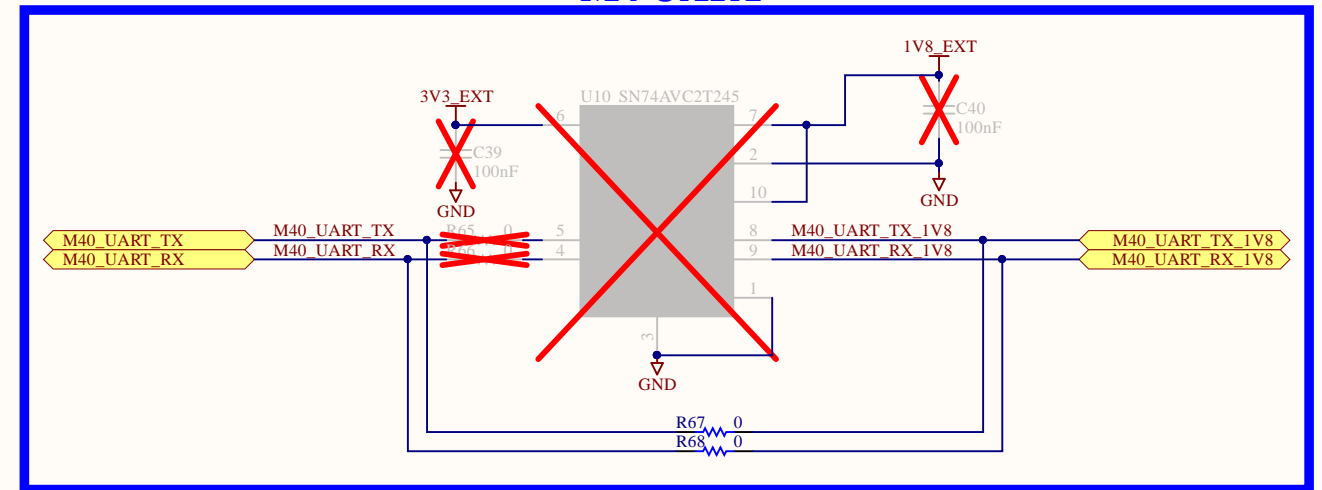 1V8_EXT
3V3_EXT
U10 SN74AVC2T245
6
7
C40
100nF
C39
100nF
2
10
GND
GND
M40_UART_TX
M40_UART_TX
R65
0
5
8
M40_UART_TX_1V8
M40_UART_TX_1V8
M40_UART_RX
M40_UART_RX
0
4
9
M40_UART_RX_1V8
M40_UART_RX_1V8
1
3
GND
R67 0
R68 0